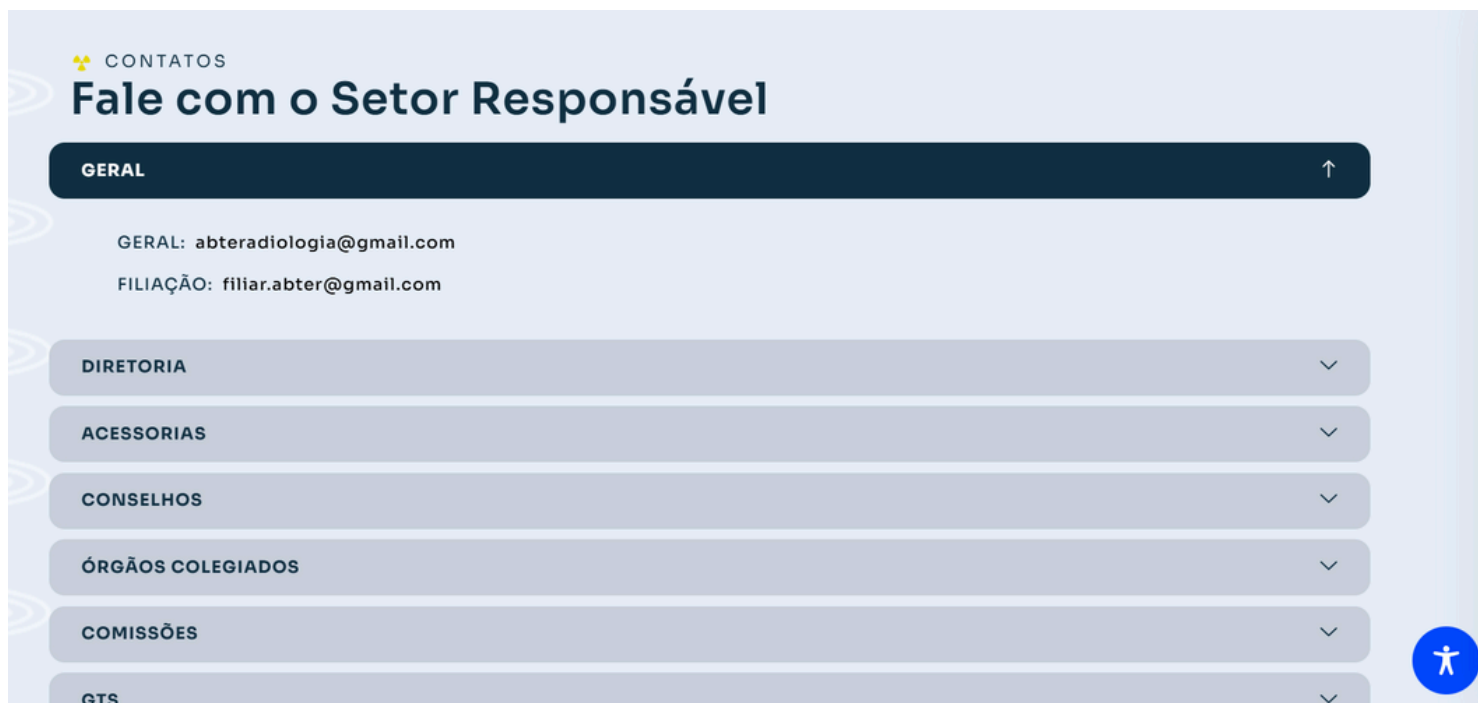 CONTATOS
Fale com o Setor Responsável
GERAL
GERAL: abteradiologia@gmail.com
FILIAÇÃO: filiar.abter@gmail.com
DIRETORIA
ACESSORIAS
CONSELHOS
ÓRGÃOS COLEGIADOS
COMISSÕES
GTS